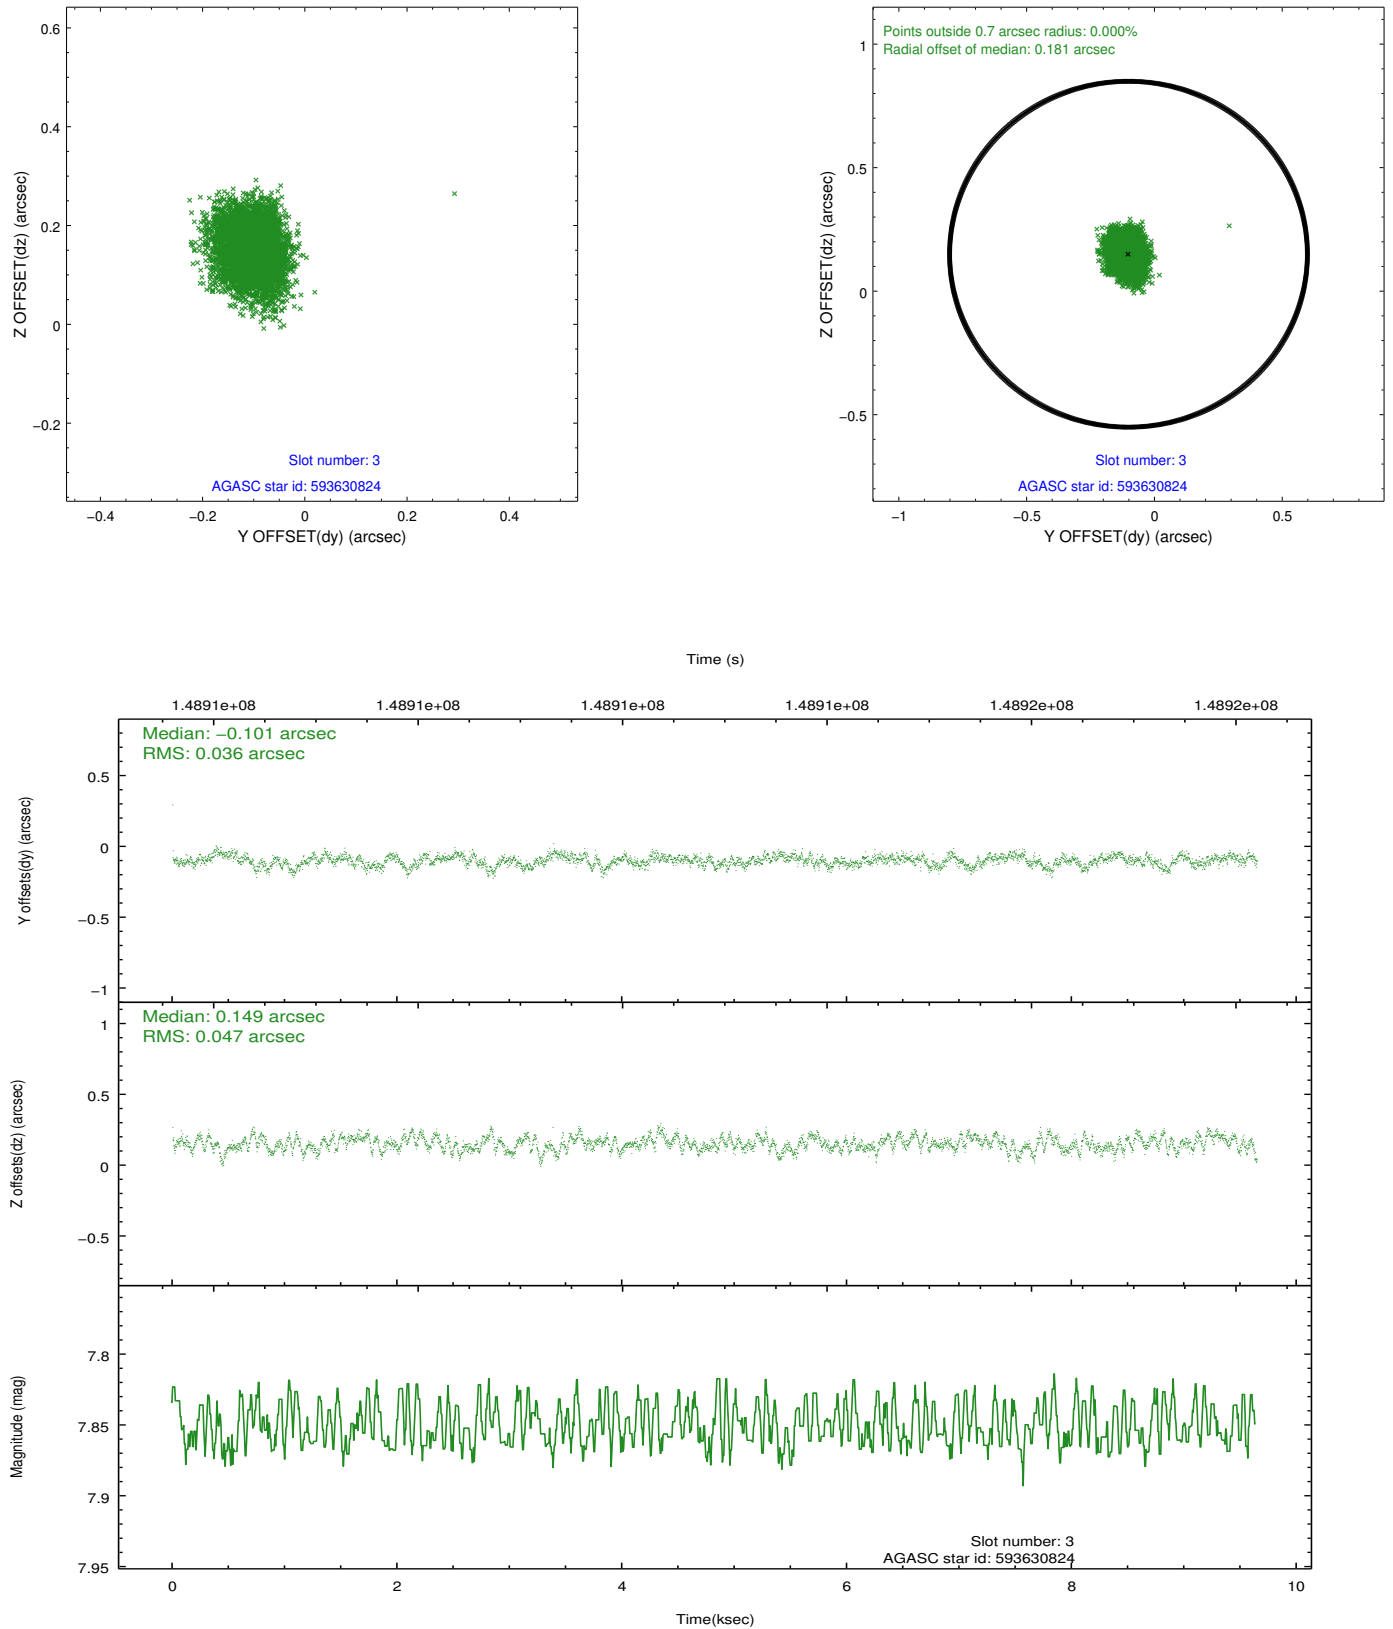 0.6
0.4
0.2
0
−0.2
−0.4
−0.2
0
0.2
0.4
Z OFFSET(dz) (arcsec)
Y OFFSET(dy) (arcsec)
Slot number: 3
AGASC star id: 593630824
Points outside 0.7 arcsec radius: 0.000%
Radial offset of median: 0.181 arcsec
1
0.5
0
−0.5
−1
−0.5
0
0.5
Z OFFSET(dz) (arcsec)
Y OFFSET(dy) (arcsec)
Slot number: 3
AGASC star id: 593630824
Time (s)
1.4891e+08 1.4891e+08 1.4891e+08 1.4891e+08 1.4892e+08 1.4892e+08
Median: −0.101 arcsec
RMS: 0.036 arcsec
0.5
0
−0.5
−1
Y offsets(dy) (arcsec)
Median: 0.149 arcsec
RMS: 0.047 arcsec
1
0.5
0
−0.5
Z offsets(dz) (arcsec)
7.8
7.85
7.9
7.95
Magnitude (mag)
Slot number: 3
AGASC star id: 593630824
0 2 4 6 8 10
Time(ksec)